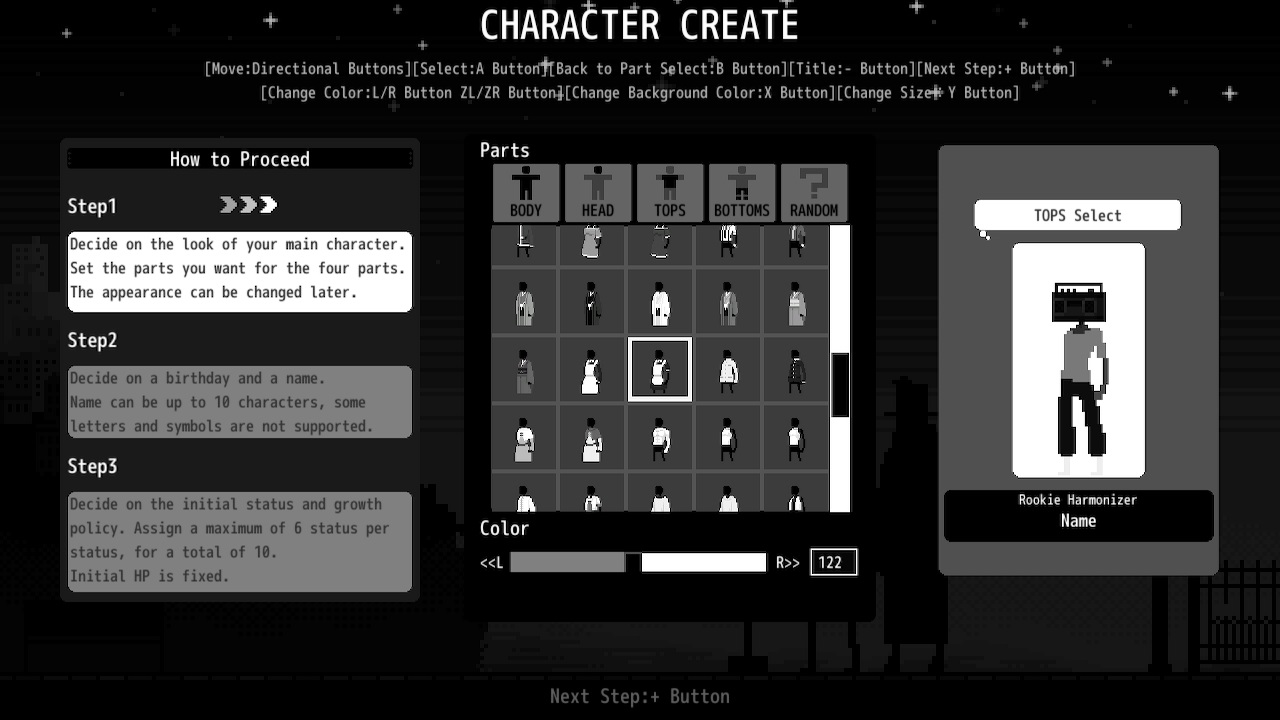 CHARACTER CREATE
[Move:Directional Buttons][Select:A Button][Back to Part Select:B Button][Title:- Button][Next Step:+ Button]
[Change Color:L/R Button ZL/ZR Button][Change Background Color:X Button][Change Size: Y Button]
How to Proceed
Step1
Decide on the look of your main character.
Set the parts you want for the four parts.
The appearance can be changed later.
Step2
Decide on a birthday and a name.
Name can be up to 10 characters, some
letters and symbols are not supported.
Step3
Decide on the initial status and growth
policy. Assign a maximum of 6 status per
status, for a total of 10.
Initial HP is fixed.
Parts
BODY HEAD TOPS BOTTOMS RANDOM
Color
<<L R>> 122
TOPS Select
Rookie Harmonizer
Name
Next Step:+ Button